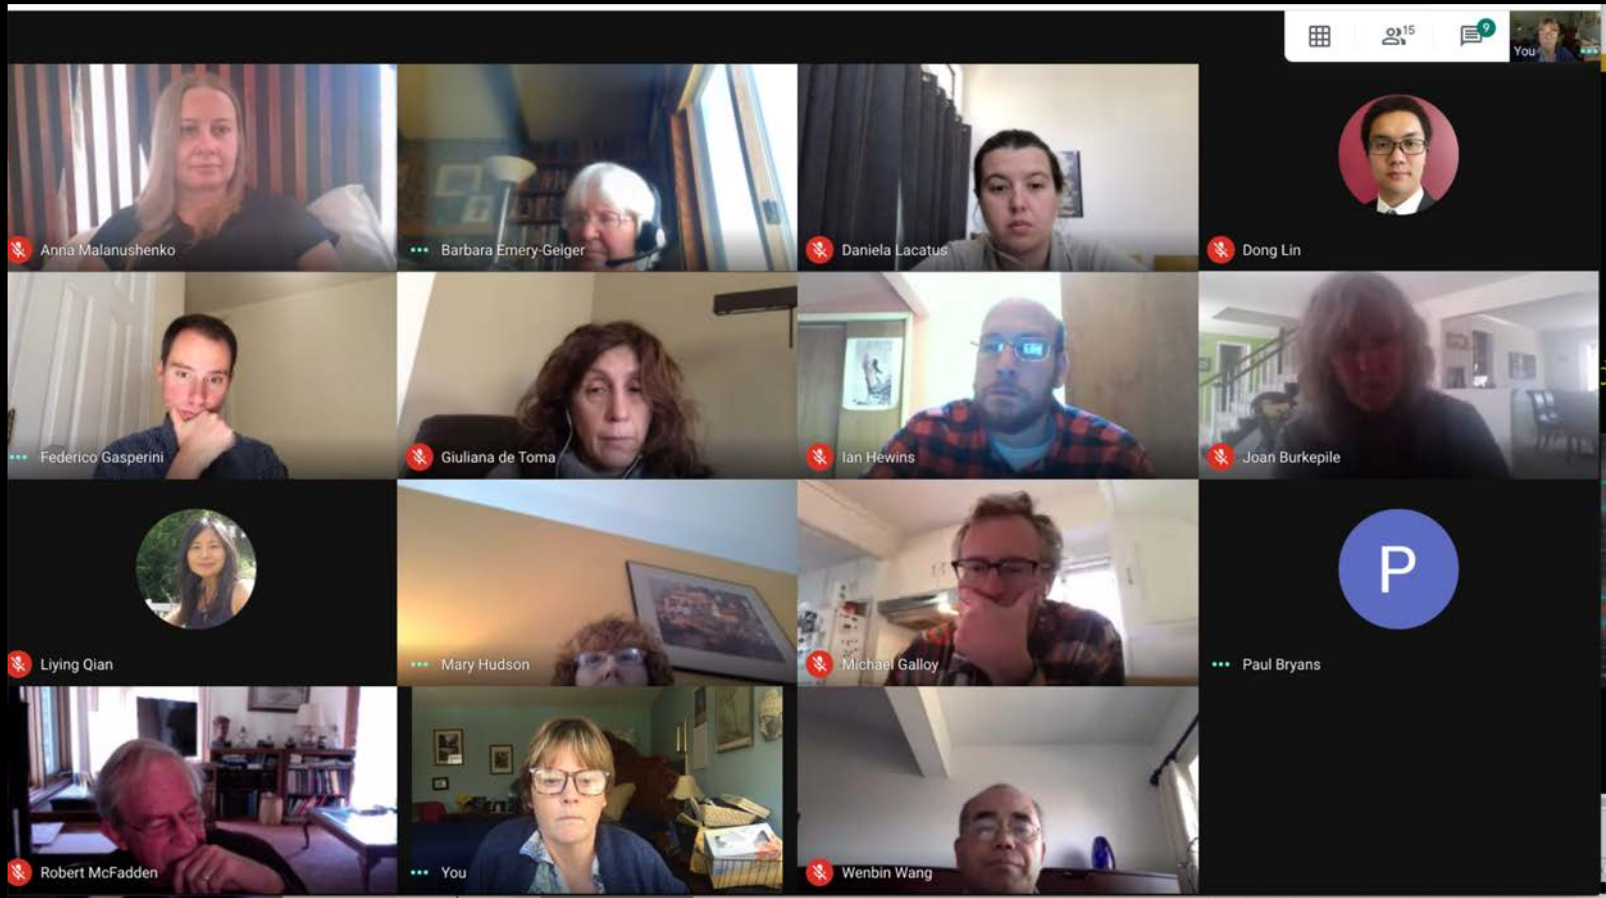 15
9
You
Anna Malanushenko
Barbara Emery-Geiger
Daniela Lacatus
Dong Lin
Federico Gasperini
Giuliana de Toma
Ian Hewins
Joan Burkepile
P
Liying Qian
Mary Hudson
Michael Galloy
Paul Bryans
Robert McFadden
You
Wenbin Wang